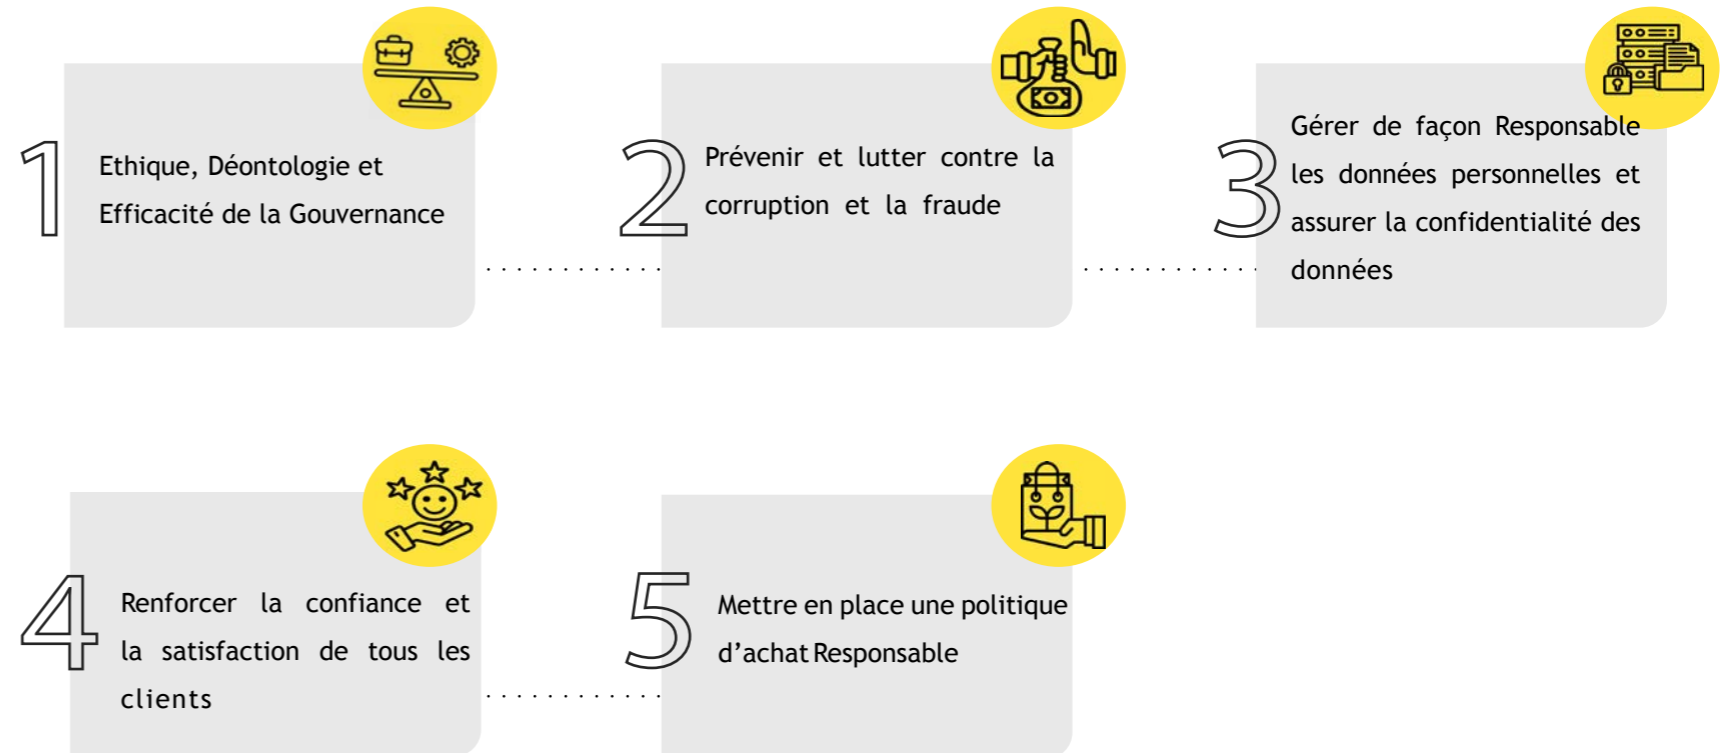 1
Ethique, Déontologie et
Efficacité de la Gouvernance
2
Prévenir et lutter contre la
corruption et la fraude
3
Gérer de façon Responsable
les données personnelles et
assurer la confidentialité des
données
4
Renforcer la confiance et
la satisfaction de tous les
clients
5
Mettre en place une politique
d’achat Responsable